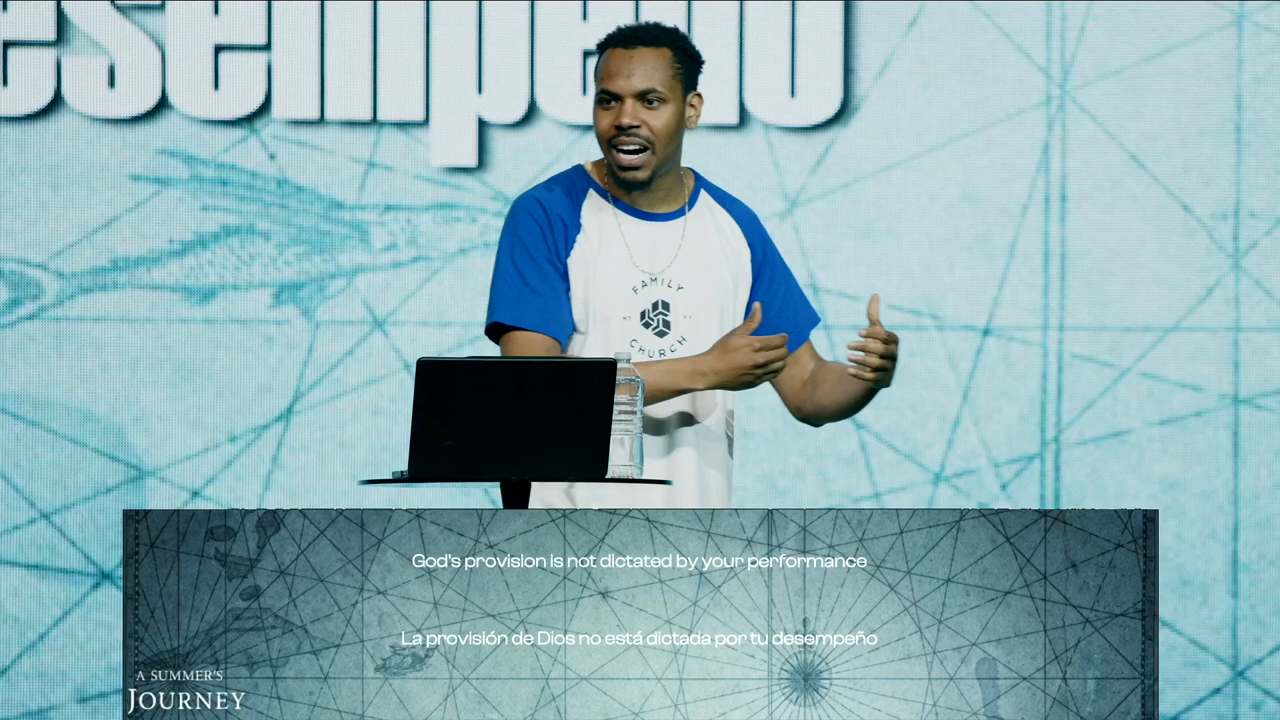 desempeño
FAMILY
CHURCH
God's provision is not dictated by your performance
La provisión de Dios no está dictada por tu desempeño
A SUMMER'S
JOURNEY